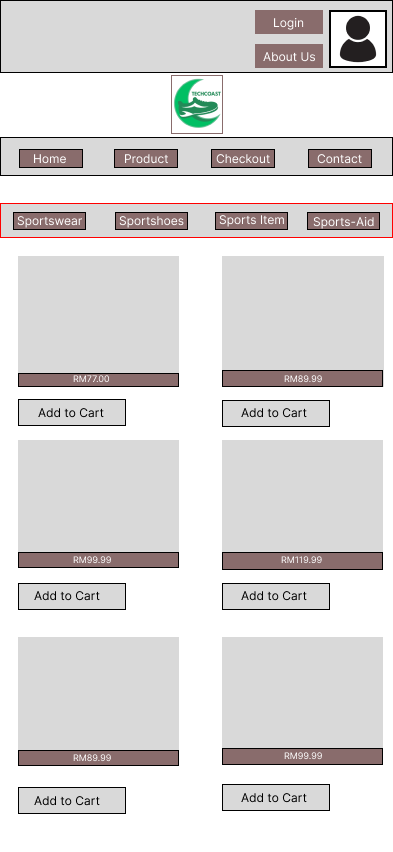 Login
About Us
TECHCOAST
Home
Product
Checkout
Contact
Sportswear
Sportshoes
Sports Item
Sports-Aid
RM77.00
RM89.99
Add to Cart
Add to Cart
RM99.99
RM119.99
Add to Cart
Add to Cart
RM89.99
RM99.99
Add to Cart
Add to Cart